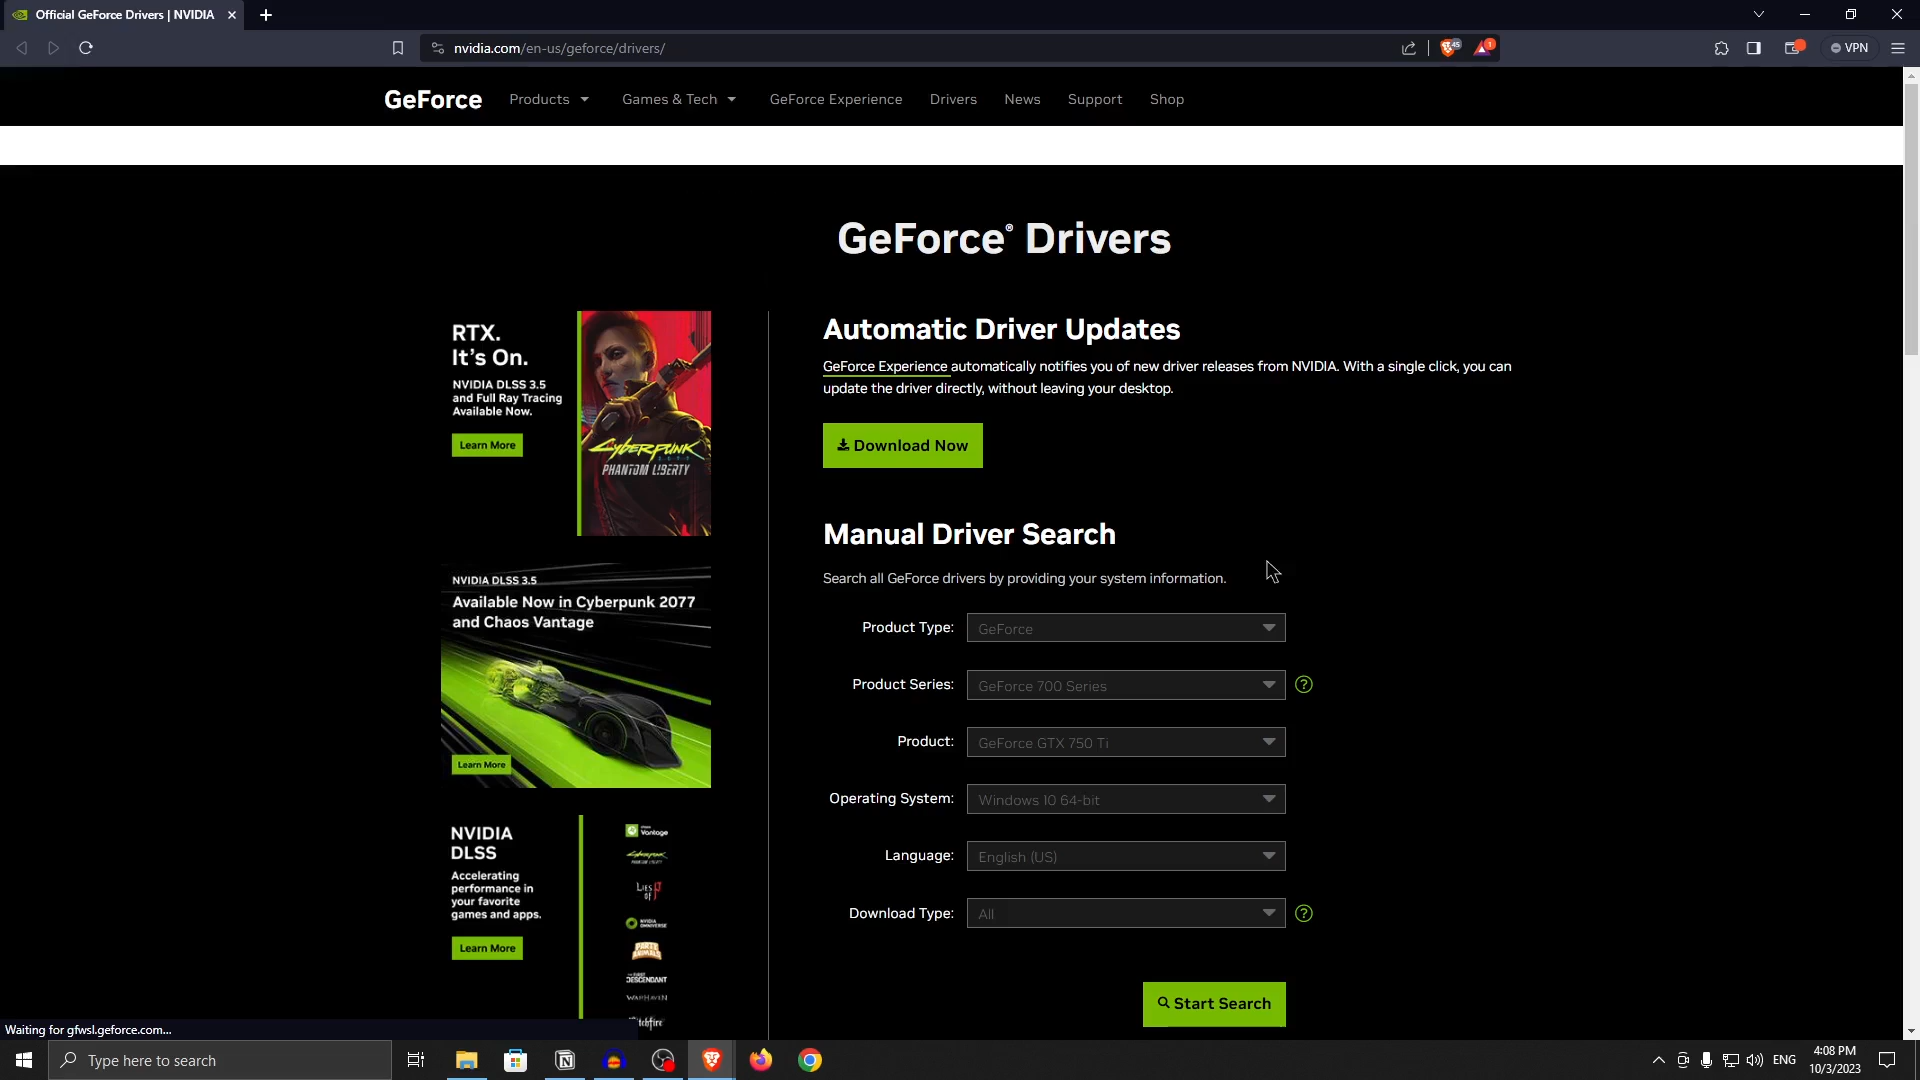 Official GeForce Drivers | NVIDIA
nvidia.com/en-us/geforce/drivers/
45
1
VPN
GeForce
Products
Games & Tech
GeForce Experience
Drivers
News
Support
Shop
GeForce® Drivers
RTX.
It's On.
NVIDIA DLSS 3.5
and Full Ray Tracing
Available Now.
Learn More
Cyberpunk
PHANTOM LIBERTY
Automatic Driver Updates
GeForce Experience automatically notifies you of new driver releases from NVIDIA. With a single click, you can
update the driver directly, without leaving your desktop.
Download Now
Manual Driver Search
Search all GeForce drivers by providing your system information.
NVIDIA DLSS 3.5
Available Now in Cyberpunk 2077
and Chaos Vantage
Learn More
Product Type:
GeForce
Product Series:
GeForce 700 Series
?
Product:
GeForce GTX 750 Ti
Operating System:
Windows 10 64-bit
Language:
English (US)
Download Type:
All
?
Start Search
NVIDIA
DLSS
Accelerating
performance in
your favorite
games and apps.
Learn More
Vantage
Cyberpunk
LIES OF P
NVIDIA
OMNIVERSE
PARTY
ANIMALS
THE FIRST
DESCENDANT
WARHAVEN
Witchfire
Waiting for gfwsl.geforce.com...
Type here to search
ENG
4:08 PM
10/3/2023